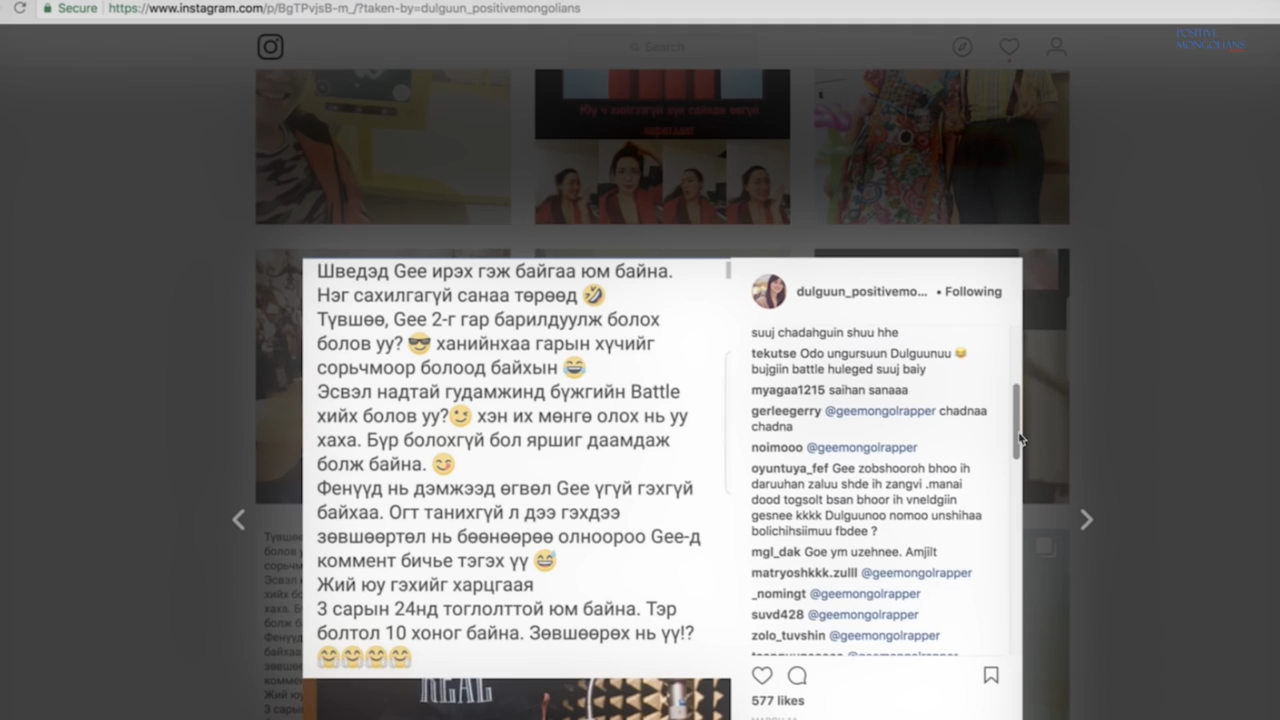 Secure https://www.instagram.com/p/BgTPvjsB-m_/?taken-by=dulguun_positivemongolians
Search
POSITIVE
MONGOLIANS
Юу ч хийгээгүй хүн
Шведэд Gee ирэх гэж байгаа юм байна.
Нэг сахилгагүй санаа төрөөд 🤣
Түвшөө, Gee 2-г гар барилдуулж болох
болов уу? 😎 ханийнхаа гарын хүчийг
сорьчмоор болоод байхын 😂
Эсвэл надтай гудамжинд бүжгийн Battle
хийх болов уу?😉 хэн их мөнгө олох нь уу
хаха. Бүр болохгүй бол яршиг даамдаж
болж байна. 😋
Фенүүд нь дэмжээд өгвөл Gee үгүй гэхгүй
байхаа. Огт танихгүй л дээ гэхдээ
зөвшөөртөл нь бөөнөөрөө олноороо Gee-д
коммент бичье тэгэх үү 😅
Жий юу гэхийг харцгаая
3 сарын 24нд тоглолттой юм байна. Тэр
болтол 10 хоног байна. Зөвшөөрөх нь үү!?
🤗🤗🤗🤗
REAL
dulguun_positivemo... • Following
suuj chadahguin shuu hhe
tekutse Odo ungursuun Dulguunuu 😂
bujgiin battle huleged suuj baiy
myagaa1215 saihan sanaaa
gerleegerry @geemongolrapper chadnaa
chadna
noimooo @geemongolrapper
oyuntuya_fef Gee zobshooroh bhoo ih
daruuhan zaluu shde ih zangvi .manai
dood togsolt bsan bhoor ih vneldgiin
gesnee kkkk Dulguunoo nomoo unshihaa
bolichihsiimuu fbdee ?
mgl_dak Goe ym uzehnee. Amjilt
matryoshkkk.zulll @geemongolrapper
_nomingt @geemongolrapper
suvd428 @geemongolrapper
zolo_tuvshin @geemongolrapper
577 likes